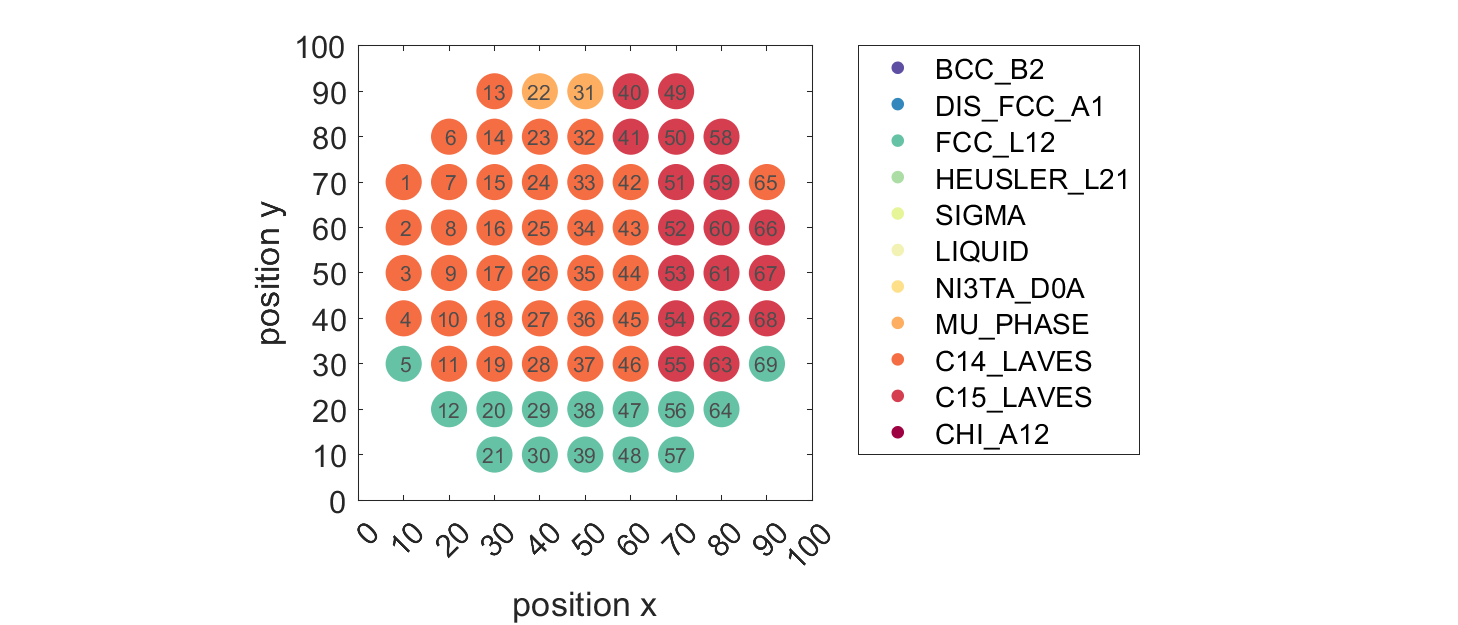 100
90
80
70
60
50
40
30
20
10
0
position y
13 22 31 40 49
6 14 23 32 41 50 58
1 7 15 24 33 42 51 59 65
2 8 16 25 34 43 52 60 66
3 9 17 26 35 44 53 61 67
4 10 18 27 36 45 54 62 68
5 11 19 28 37 46 55 63 69
12 20 29 38 47 56 64
21 30 39 48 57
0 10 20 30 40 50 60 70 80 90 100
position x
BCC_B2
DIS_FCC_A1
FCC_L12
HEUSLER_L21
SIGMA
LIQUID
NI3TA_D0A
MU_PHASE
C14_LAVES
C15_LAVES
CHI_A12